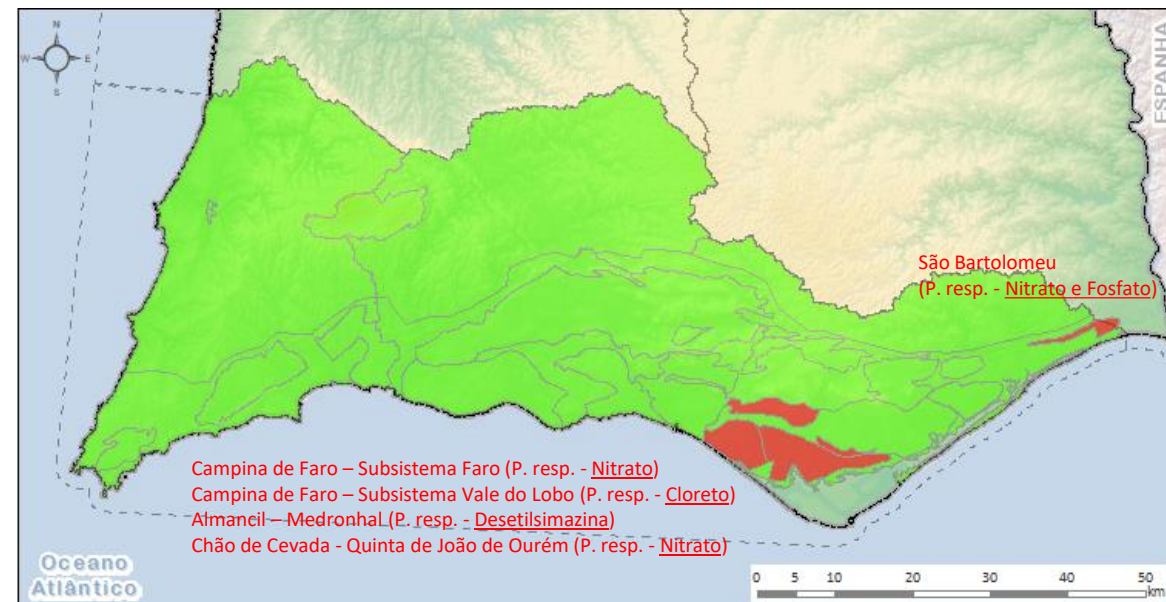 N
W
E
S
ESPANHA
São Bartolomeu
(P. resp. - Nitrato e Fosfato)
Campina de Faro – Subsistema Faro (P. resp. - Nitrato)
Campina de Faro – Subsistema Vale do Lobo (P. resp. - Cloreto)
Almancil – Medronhal (P. resp. - Desetilsimazina)
Chão de Cevada - Quinta de João de Ourém (P. resp. - Nitrato)
Oceano
Atlântico
0 5 10 20 30 40 50
km